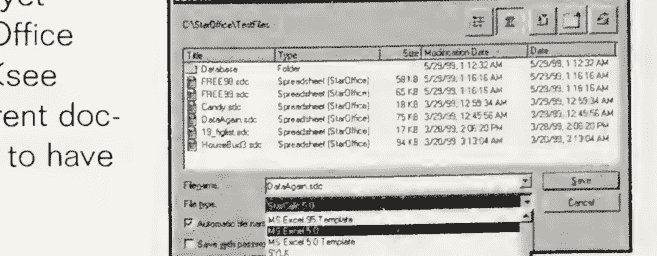 yet
Office
(see
rent doc-
to have
C:\StarOffice\TestFiles
Title Type Size Modification Date Date
Database Folder 5/29/99, 1:12:32 AM 5/29/99, 1:12:32 AM
FREE98.sdc Spreadsheet (StarOffice) 58 KB 5/29/99, 1:16:16 AM 5/29/99, 1:16:16 AM
FREE99.sdc Spreadsheet (StarOffice) 65 KB 5/29/99, 1:16:16 AM 5/29/99, 1:16:16 AM
Candy.sdc Spreadsheet (StarOffice) 18 KB 3/29/99, 12:59:34 AM 3/29/99, 12:59:34 AM
DataAgain.sdc Spreadsheet (StarOffice) 75 KB 3/29/99, 12:45:56 AM 3/29/99, 12:45:56 AM
19_figlist.sdc Spreadsheet (StarOffice) 17 KB 3/28/99, 2:06:20 PM 3/28/99, 2:06:20 PM
HouseBud3.sdc Spreadsheet (StarOffice) 94 KB 3/20/99, 3:13:04 AM 3/20/99, 3:13:04 AM
File name: DataAgain.sdc Save
File type: StarCalc 5.0 Cancel
Automatic file nam
MS Excel 95 Template
MS Excel 5.0
Save with passwo MS Excel 5.0 Template
SYLK